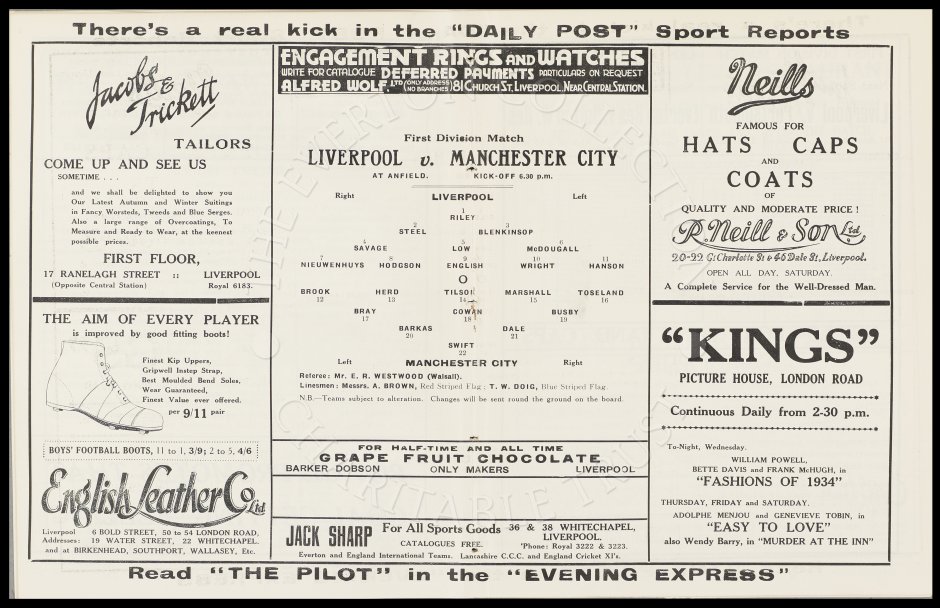 There's a real kick in the "DAILY POST" Sport Reports
Jacobs & Trickett
TAILORS
COME UP AND SEE US
SOMETIME . . .
and we shall be delighted to show you
Our Latest Autumn and Winter Suitings
in Fancy Worsteds, Tweeds and Blue Serges.
Also a large range of Overcoatings, To
Measure and Ready to Wear, at the keenest
possible prices.
FIRST FLOOR,
17 RANELAGH STREET :: LIVERPOOL
(Opposite Central Station) Royal 6183.
THE AIM OF EVERY PLAYER
is improved by good fitting boots!
Finest Kip Uppers,
Gripwell Instep Strap,
Best Moulded Bend Soles,
Wear Guaranteed,
Finest Value ever offered.
per 9/11 pair
BOYS' FOOTBALL BOOTS, 11 to 1, 3/9; 2 to 5, 4/6
English Leather Co Ltd
Liverpool 6 BOLD STREET, 50 to 54 LONDON ROAD,
Addresses: 19 WATER STREET, 22 WHITECHAPEL.
and at BIRKENHEAD, SOUTHPORT, WALLASEY, Etc.
ENGAGEMENT RINGS AND WATCHES
WRITE FOR CATALOGUE DEFERRED PAYMENTS PARTICULARS ON REQUEST
ALFRED WOLF, LTD (ONLY ADDRESS NO BRANCHES) 81 CHURCH ST. LIVERPOOL. NEAR CENTRAL STATION.
First Division Match
LIVERPOOL v. MANCHESTER CITY
AT ANFIELD. KICK-OFF 6.30 p.m.
Right LIVERPOOL Left
1
RILEY
2 3
STEEL BLENKINSOP
4 5 6
SAVAGE LOW McDOUGALL
7 8 9 10 11
NIEUWENHUYS HODGSON ENGLISH WRIGHT HANSON
O
BROOK HERD TILSON MARSHALL TOSELAND
12 13 14 15 16
BRAY COWAN BUSBY
17 18 19
BARKAS DALE
20 21
SWIFT
22
Left MANCHESTER CITY Right
Referee: Mr. E. R. WESTWOOD (Walsall).
Linesmen: Messrs. A. BROWN, Red Striped Flag; T. W. DOIG, Blue Striped Flag.
N.B.—Teams subject to alteration. Changes will be sent round the ground on the board.
FOR HALF-TIME AND ALL TIME
GRAPE FRUIT CHOCOLATE
BARKER DOBSON ONLY MAKERS LIVERPOOL
JACK SHARP For All Sports Goods 36 & 38 WHITECHAPEL, LIVERPOOL.
CATALOGUES FREE. 'Phone: Royal 3222 & 3223.
Everton and England International Teams. Lancashire C.C.C. and England Cricket XI's.
Neills
FAMOUS FOR
HATS CAPS
AND
COATS
OF
QUALITY AND MODERATE PRICE!
R. Neill & Son Ltd.
20-22 Gt Charlotte St & 46 Dale St, Liverpool.
OPEN ALL DAY. SATURDAY.
A Complete Service for the Well-Dressed Man.
"KINGS"
PICTURE HOUSE, LONDON ROAD
Continuous Daily from 2-30 p.m.
To-Night, Wednesday.
WILLIAM POWELL,
BETTE DAVIS and FRANK McHUGH, in
"FASHIONS OF 1934"
THURSDAY, FRIDAY and SATURDAY.
ADOLPHE MENJOU and GENEVIEVE TOBIN, in
"EASY TO LOVE"
also Wendy Barry, in "MURDER AT THE INN"
Read "THE PILOT" in the "EVENING EXPRESS"
© THE EVERTON COLLECTION CHARITABLE TRUST